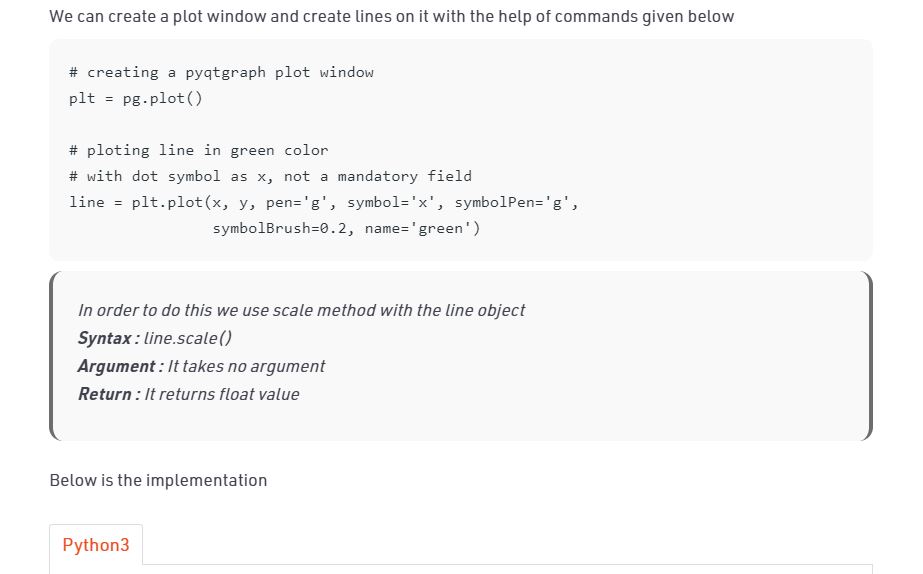 We can create a plot window and create lines on it with the help of commands given below
# creating a pyqtgraph plot window
plt = pg.plot()
# ploting line in green color
# with dot symbol as x, not a mandatory field
line = plt.plot(x, y, pen='g', symbol='x', symbolPen='g',
symbolBrush=0.2, name='green')
In order to do this we use scale method with the line object
Syntax : line.scale()
Argument : It takes no argument
Return : It returns float value
Below is the implementation
Python3